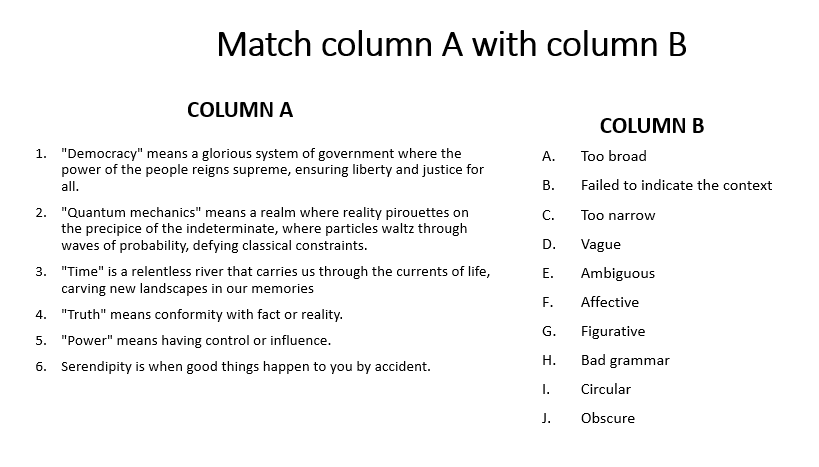 Match column A with column B
COLUMN A
1. "Democracy" means a glorious system of government where the
power of the people reigns supreme, ensuring liberty and justice for
all.
2. "Quantum mechanics" means a realm where reality pirouettes on
the precipice of the indeterminate, where particles waltz through
waves of probability, defying classical constraints.
3. "Time" is a relentless river that carries us through the currents of life,
carving new landscapes in our memories
4. "Truth" means conformity with fact or reality.
5. "Power" means having control or influence.
6. Serendipity is when good things happen to you by accident.
COLUMN B
A. Too broad
B. Failed to indicate the context
C. Too narrow
D. Vague
E. Ambiguous
F. Affective
G. Figurative
H. Bad grammar
I. Circular
J. Obscure